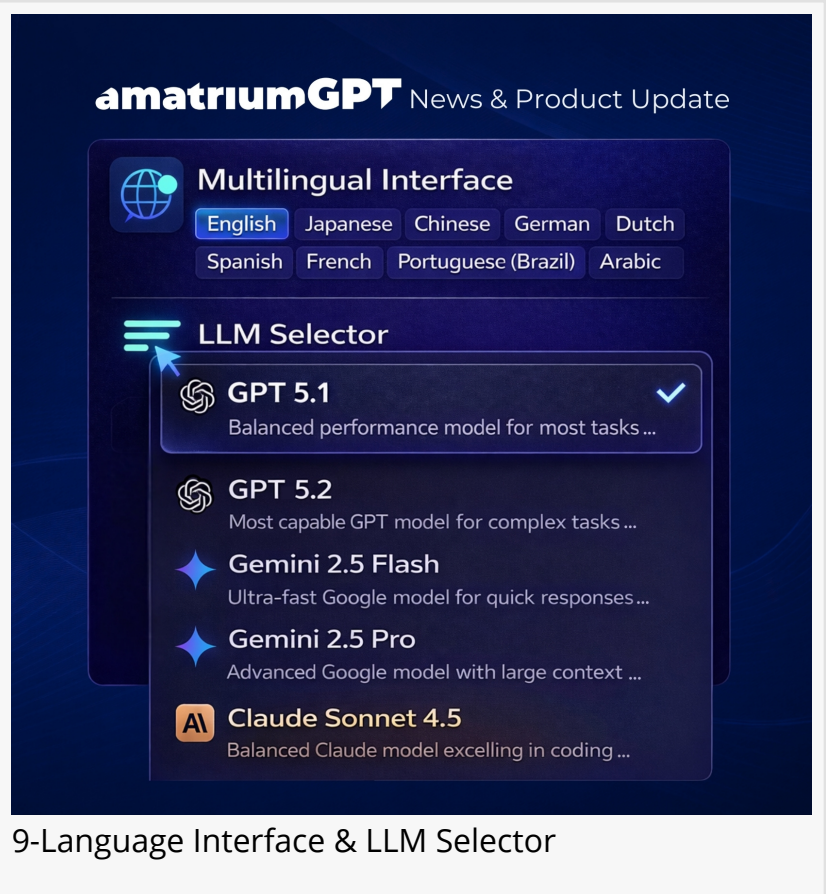 amatriumGPT News & Product Update
Multilingual Interface
English Japanese Chinese German Dutch
Spanish French Portuguese (Brazil) Arabic
LLM Selector
GPT 5.1
Balanced performance model for most tasks ...
GPT 5.2
Most capable GPT model for complex tasks ...
Gemini 2.5 Flash
Ultra-fast Google model for quick responses ...
Gemini 2.5 Pro
Advanced Google model with large context ...
A\
Claude Sonnet 4.5
Balanced Claude model excelling in coding ...
9-Language Interface & LLM Selector